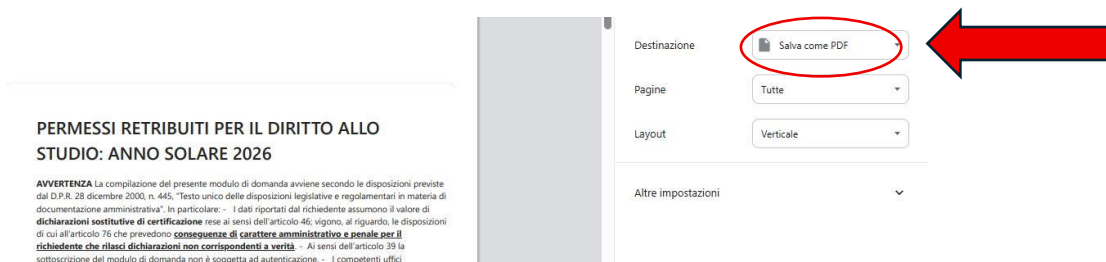 PERMESSI RETRIBUITI PER IL DIRITTO ALLO
STUDIO: ANNO SOLARE 2026
AVVERTENZA La compilazione del presente modulo di domanda avviene secondo le disposizioni previste
dal D.P.R. 28 dicembre 2000, n. 445, "Testo unico delle disposizioni legislative e regolamentari in materia di
documentazione amministrativa". In particolare: - I dati riportati dal richiedente assumono il valore di
dichiarazioni sostitutive di certificazione rese ai sensi dell'articolo 46; vigono, al riguardo, le disposizioni
di cui all'articolo 76 che prevedono conseguenze di carattere amministrativo e penale per il
richiedente che rilasci dichiarazioni non corrispondenti a verità. - Ai sensi dell'articolo 39 la
sottoscrizione del modulo di domanda non è soggetta ad autenticazione. - I competenti uffici
Destinazione Salva come PDF
Pagine Tutte
Layout Verticale
Altre impostazioni